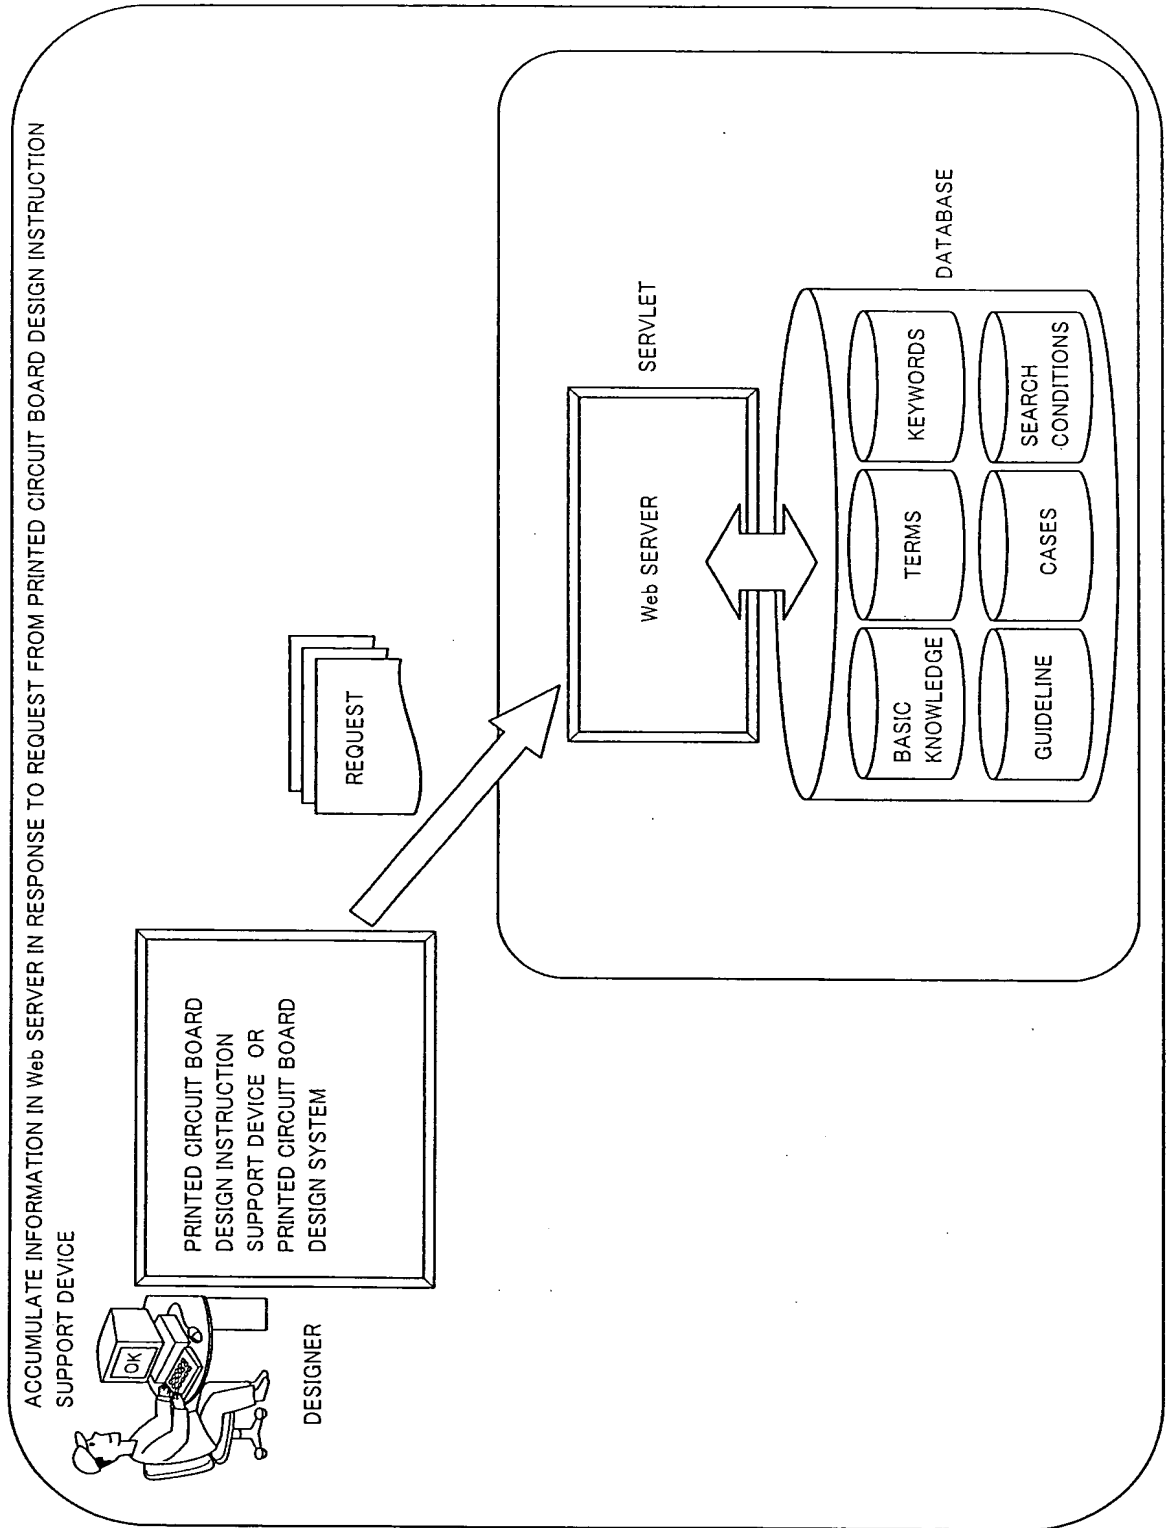 ACCUMULATE INFORMATION IN Web SERVER IN RESPONSE TO REQUEST FROM PRINTED CIRCUIT BOARD DESIGN INSTRUCTION
SUPPORT DEVICE
OK
DESIGNER
PRINTED CIRCUIT BOARD
DESIGN INSTRUCTION
SUPPORT DEVICE OR
PRINTED CIRCUIT BOARD
DESIGN SYSTEM
REQUEST
Web SERVER
SERVLET
DATABASE
BASIC
KNOWLEDGE
TERMS
KEYWORDS
GUIDELINE
CASES
SEARCH
CONDITIONS